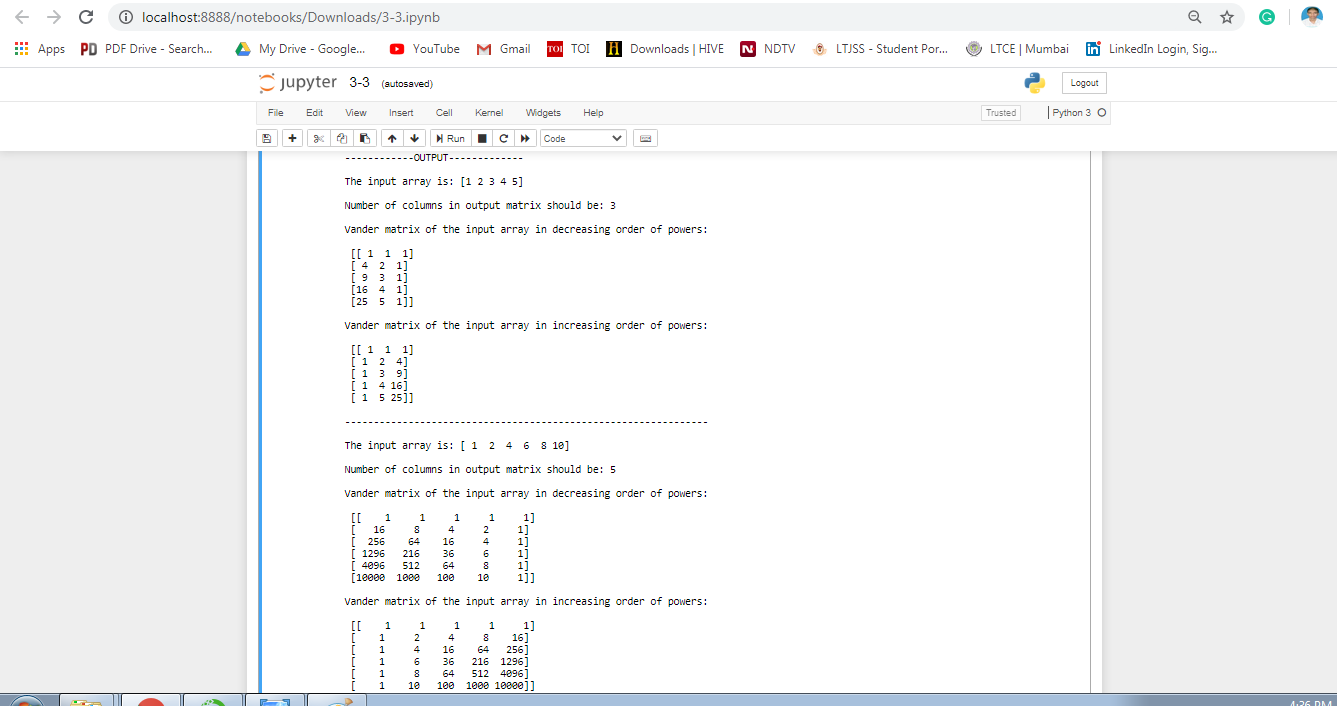 localhost:8888/notebooks/Downloads/3-3.ipynb
Apps PD PDF Drive - Search... My Drive - Google... YouTube Gmail TOI TOI Downloads | HIVE N NDTV LTJSS - Student Por... LTCE | Mumbai in LinkedIn Login, Sig...
jupyter 3-3 (autosaved) Logout
File Edit View Insert Cell Kernel Widgets Help Trusted Python 3
Run Code
------------OUTPUT-------------
The input array is: [1 2 3 4 5]
Number of columns in output matrix should be: 3
Vander matrix of the input array in decreasing order of powers:
[[ 1  1  1]
[ 4  2  1]
[ 9  3  1]
[16  4  1]
[25  5  1]]
Vander matrix of the input array in increasing order of powers:
[[ 1  1  1]
[ 1  2  4]
[ 1  3  9]
[ 1  4 16]
[ 1  5 25]]
---------------------------------------------------------------
The input array is: [ 1  2  4  6  8 10]
Number of columns in output matrix should be: 5
Vander matrix of the input array in decreasing order of powers:
[[    1     1     1     1     1]
[   16     8     4     2     1]
[  256    64    16     4     1]
[ 1296   216    36     6     1]
[ 4096   512    64     8     1]
[10000  1000   100    10     1]]
Vander matrix of the input array in increasing order of powers:
[[    1     1     1     1     1]
[    1     2     4     8    16]
[    1     4    16    64   256]
[    1     6    36   216  1296]
[    1     8    64   512  4096]
[    1    10   100  1000 10000]]
4:26 PM